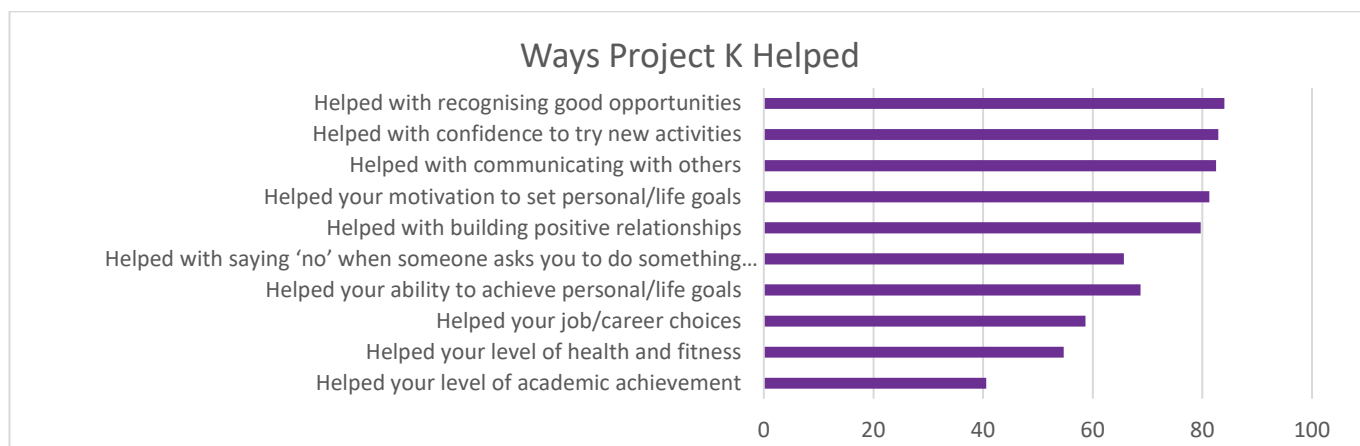 Ways Project K Helped
Helped with recognising good opportunities
Helped with confidence to try new activities
Helped with communicating with others
Helped your motivation to set personal/life goals
Helped with building positive relationships
Helped with saying ‘no’ when someone asks you to do something…
Helped your ability to achieve personal/life goals
Helped your job/career choices
Helped your level of health and fitness
Helped your level of academic achievement
0 20 40 60 80 100